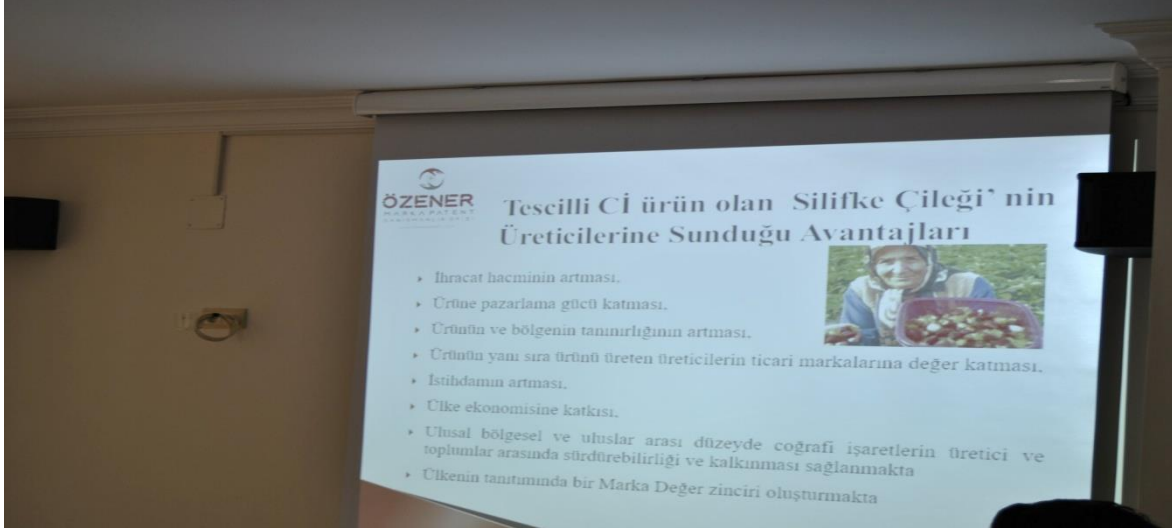 ÖZENER
MARKA PATENT
Tescilli Cİ ürün olan Silifke Çileği' nin
Üreticilerine Sunduğu Avantajları
İhracat hacminin artması,
Ürüne pazarlama gücü katması,
Ürünün ve bölgenin tanınırlığının artması,
Ürünün yanı sıra ürünü üreten üreticilerin ticari markalarına değer katması,
İstihdamın artması,
Ülke ekonomisine katkısı,
Ulusal bölgesel ve uluslar arası düzeyde coğrafi işaretlerin üretici ve
toplumlar arasında sürdürebilirliği ve kalkınması sağlanmakta
Ülkenin tanıtımında bir Marka Değer zinciri oluşturmakta